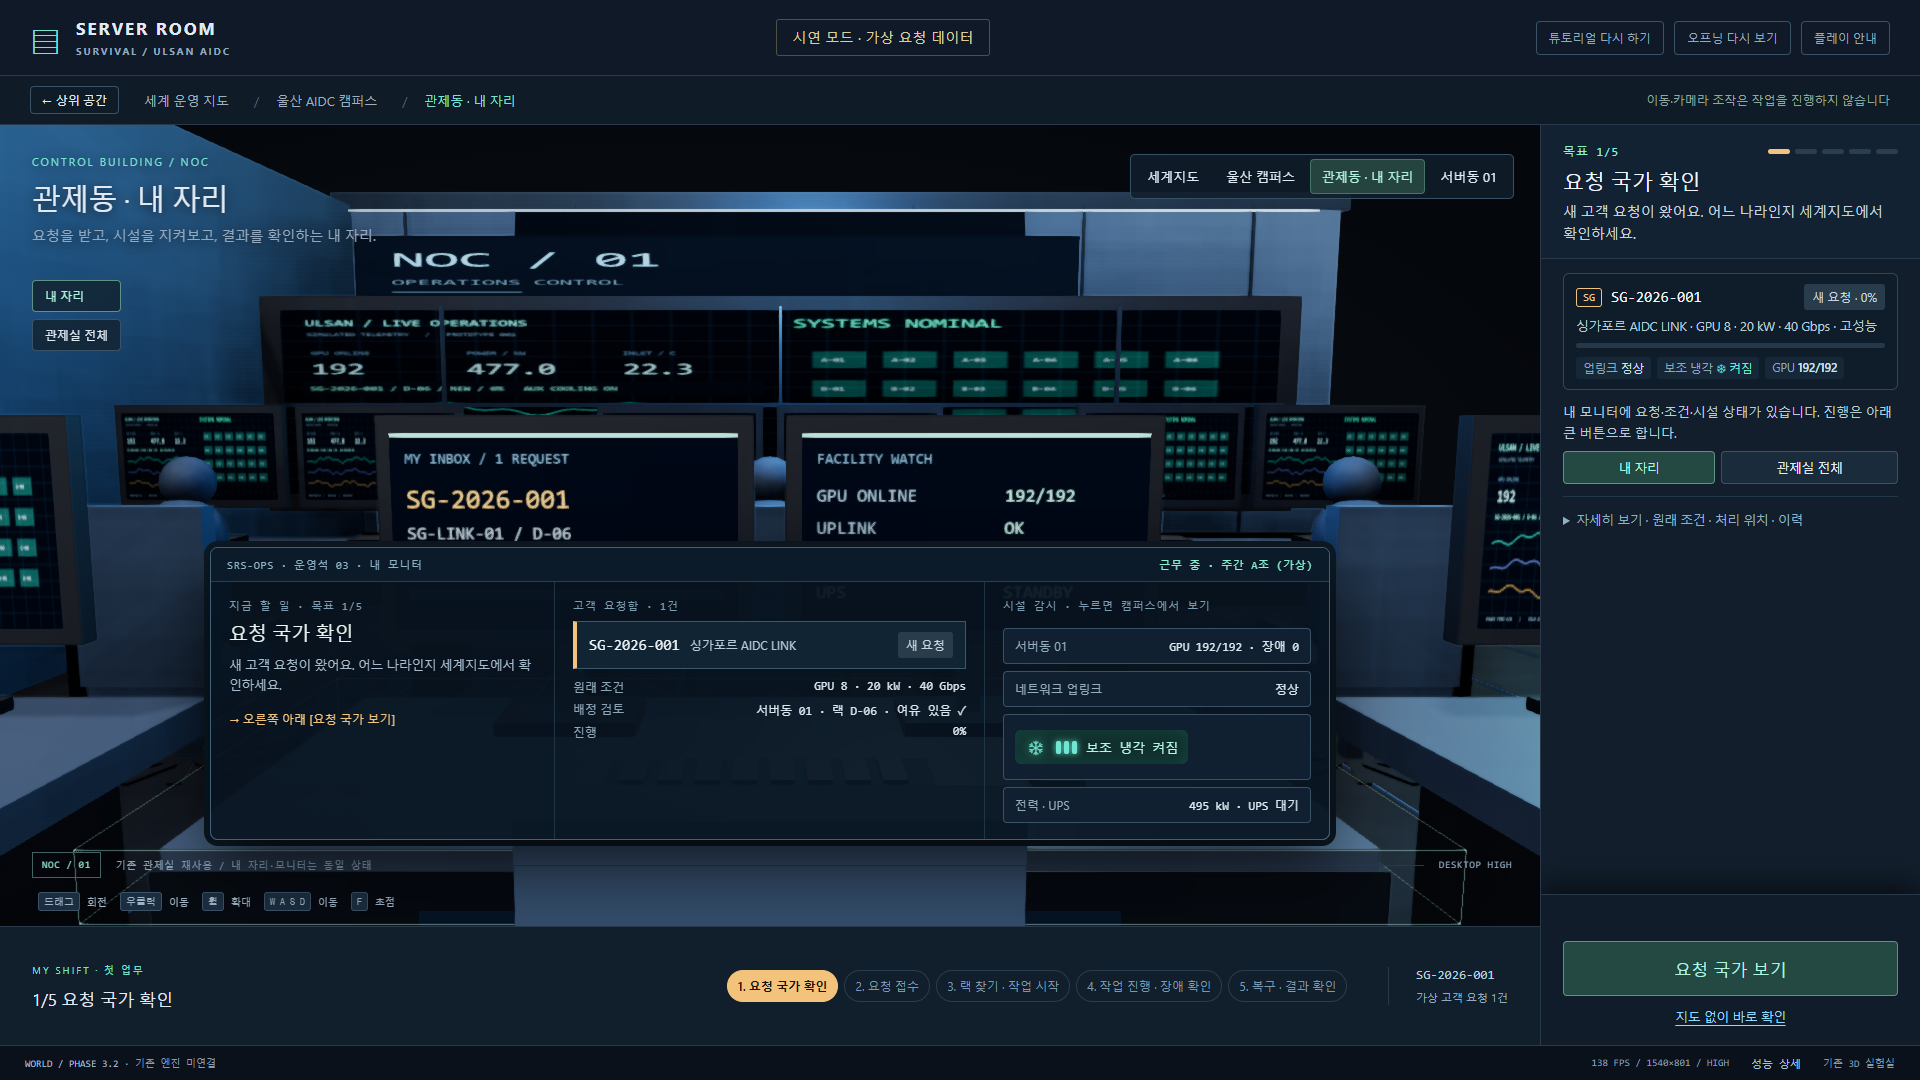 SERVER ROOM
SURVIVAL / ULSAN AIDC
시연 모드 · 가상 요청 데이터
튜토리얼 다시 하기
오프닝 다시 보기
플레이 안내
← 상위 공간
세계 운영 지도 / 울산 AIDC 캠퍼스 / 관제동 · 내 자리
이동·카메라 조작은 작업을 진행하지 않습니다
CONTROL BUILDING / NOC
관제동 · 내 자리
요청을 받고, 시설을 지켜보고, 결과를 확인하는 내 자리.
내 자리
관제실 전체
세계지도
울산 캠퍼스
관제동 · 내 자리
서버동 01
NOC / 01
OPERATIONS CONTROL
ULSAN / LIVE OPERATIONS
GPU ONLINE POWER / kW INLET / C
192 477.0 22.3
SG-2026-001 / D-06 / NEW / 0% AUX COOLING ON
SYSTEMS NOMINAL
MY INBOX / 1 REQUEST
SG-2026-001
SG-LINK-01 / D-06
FACILITY WATCH
GPU ONLINE 192/192
UPLINK OK
UPS STANDBY
SRS-OPS · 운영석 03 · 내 모니터
근무 중 · 주간 A조 (가상)
지금 할 일 · 목표 1/5
요청 국가 확인
새 고객 요청이 왔어요. 어느 나라인지 세계지도에서 확
인하세요.
→ 오른쪽 아래 [요청 국가 보기]
고객 요청함 · 1건
SG-2026-001 싱가포르 AIDC LINK 새 요청
원래 조건 GPU 8 · 20 kW · 40 Gbps
배정 검토 서버동 01 · 랙 D-06 · 여유 있음 ✓
진행 0%
시설 감시 · 누르면 캠퍼스에서 보기
서버동 01 GPU 192/192 · 장애 0
네트워크 업링크 정상
보조 냉각 켜짐
전력 · UPS 495 kW · UPS 대기
NOC / 01
기존 관제실 재사용 / 내 자리·모니터는 동일 상태
DESKTOP HIGH
드래그 회전 우클릭 이동 휠 확대 W A S D 이동 F 초점
목표 1/5
요청 국가 확인
새 고객 요청이 왔어요. 어느 나라인지 세계지도에서
확인하세요.
SG SG-2026-001 새 요청 · 0%
싱가포르 AIDC LINK · GPU 8 · 20 kW · 40 Gbps · 고성능
업링크 정상 보조 냉각 ❄ 켜짐 GPU 192/192
내 모니터에 요청·조건·시설 상태가 있습니다. 진행은 아래
큰 버튼으로 합니다.
내 자리
관제실 전체
▶ 자세히 보기 · 원래 조건 · 처리 위치 · 이력
MY SHIFT · 첫 업무
1/5 요청 국가 확인
1. 요청 국가 확인
2. 요청 접수
3. 랙 찾기 · 작업 시작
4. 작업 진행 · 장애 확인
5. 복구 · 결과 확인
SG-2026-001
가상 고객 요청 1건
요청 국가 보기
지도 없이 바로 확인
WORLD / PHASE 3.2 · 기존 엔진 미연결
138 FPS / 1540×801 / HIGH
성능 상세
기존 3D 실험실